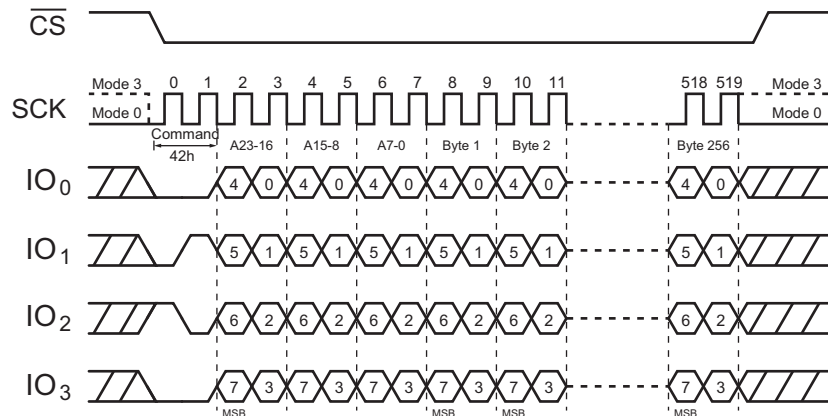 CS
Mode 3 0 1 2 3 4 5 6 7 8 9 10 11 518 519 Mode 3
SCK
Mode 0 Mode 0
Command A23-16 A15-8 A7-0 Byte 1 Byte 2 Byte 256
42h
IO0 4 0 4 0 4 0 4 0 4 0 4 0
IO1 5 1 5 1 5 1 5 1 5 1 5 1
IO2 6 2 6 2 6 2 6 2 6 2 6 2
IO3 7 3 7 3 7 3 7 3 7 3 7 3
MSB MSB MSB MSB